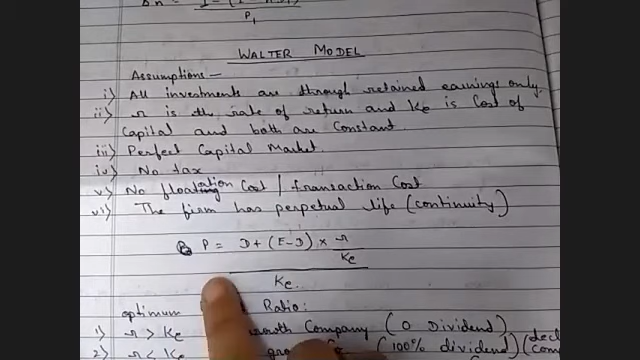 P₁
WALTER MODEL
Assumptions –
i) All investments are through retained earnings only.
ii) r is the rate of return and Ke is Cost of
Capital and both are Constant.
iii) Perfect Capital Market.
iv) No tax
v) No floatation Cost | transaction Cost
vi) The firm has perpetual life (continuity)
P = D + (E-D) × r
Ke
Ke.
optimum Ratio:
1) r > Ke Growth Company (0 Dividend)
2) r < Ke (100% dividend)